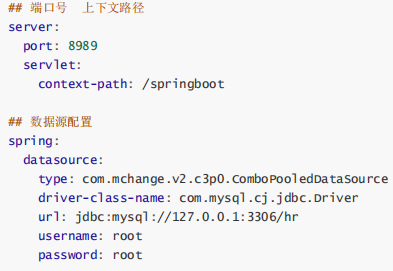 ## 端口号  上下文路径
server:
  port: 8989
  servlet:
    context-path: /springboot

## 数据源配置
spring:
  datasource:
    type: com.mchange.v2.c3p0.ComboPooledDataSource
    driver-class-name: com.mysql.cj.jdbc.Driver
    url: jdbc:mysql://127.0.0.1:3306/hr
    username: root
    password: root